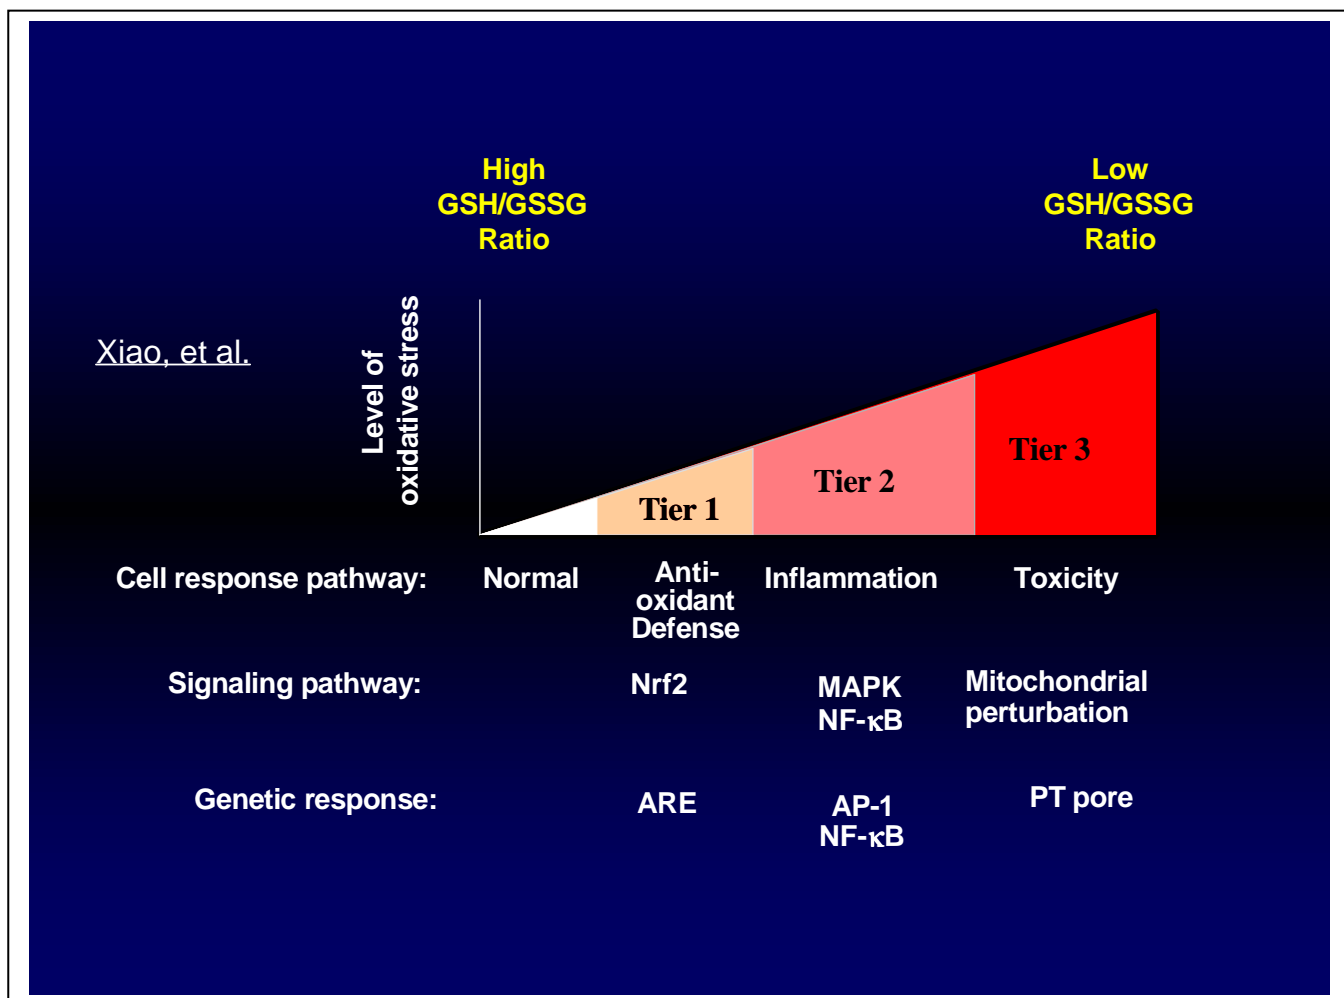 High
GSH/GSSG
Ratio
Low
GSH/GSSG
Ratio
Xiao, et al.
Level of
oxidative stress
Tier 1
Tier 2
Tier 3
Cell response pathway:
Normal
Anti-
oxidant
Defense
Inflammation
Toxicity
Signaling pathway:
Nrf2
MAPK
NF-κB
Mitochondrial
perturbation
Genetic response:
ARE
AP-1
NF-κB
PT pore